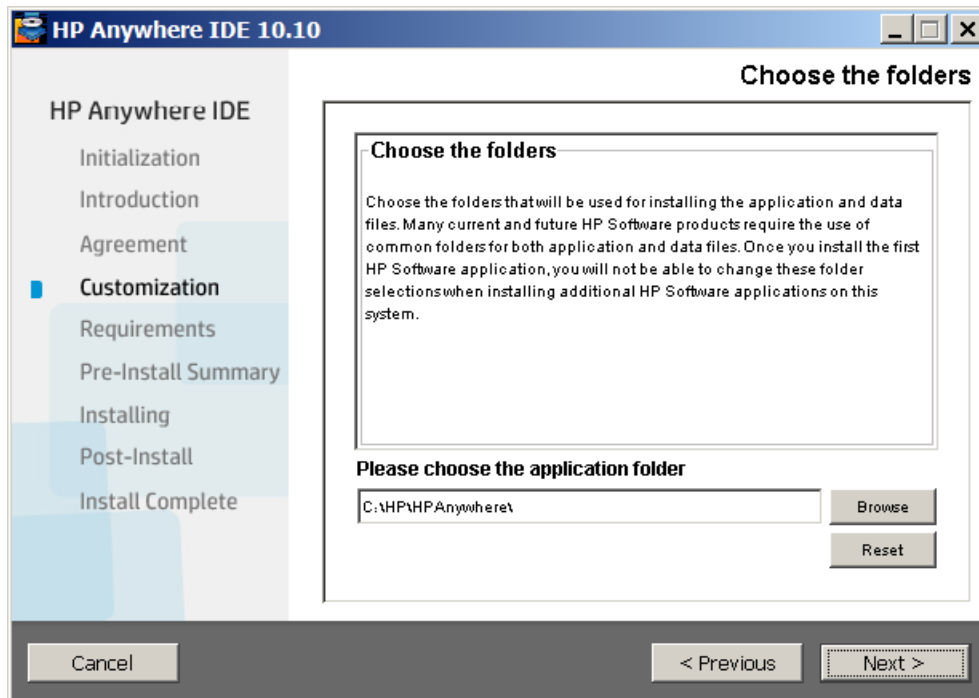 HP Anywhere IDE 10.10
Choose the folders
HP Anywhere IDE
Initialization
Introduction
Agreement
Customization
Requirements
Pre-Install Summary
Installing
Post-Install
Install Complete
Choose the folders
Choose the folders that will be used for installing the application and data
files. Many current and future HP Software products require the use of
common folders for both application and data files. Once you install the first
HP Software application, you will not be able to change these folder
selections when installing additional HP Software applications on this
system.
Please choose the application folder
C:\HP\HPAnywhere\
Browse
Reset
Cancel
< Previous
Next >